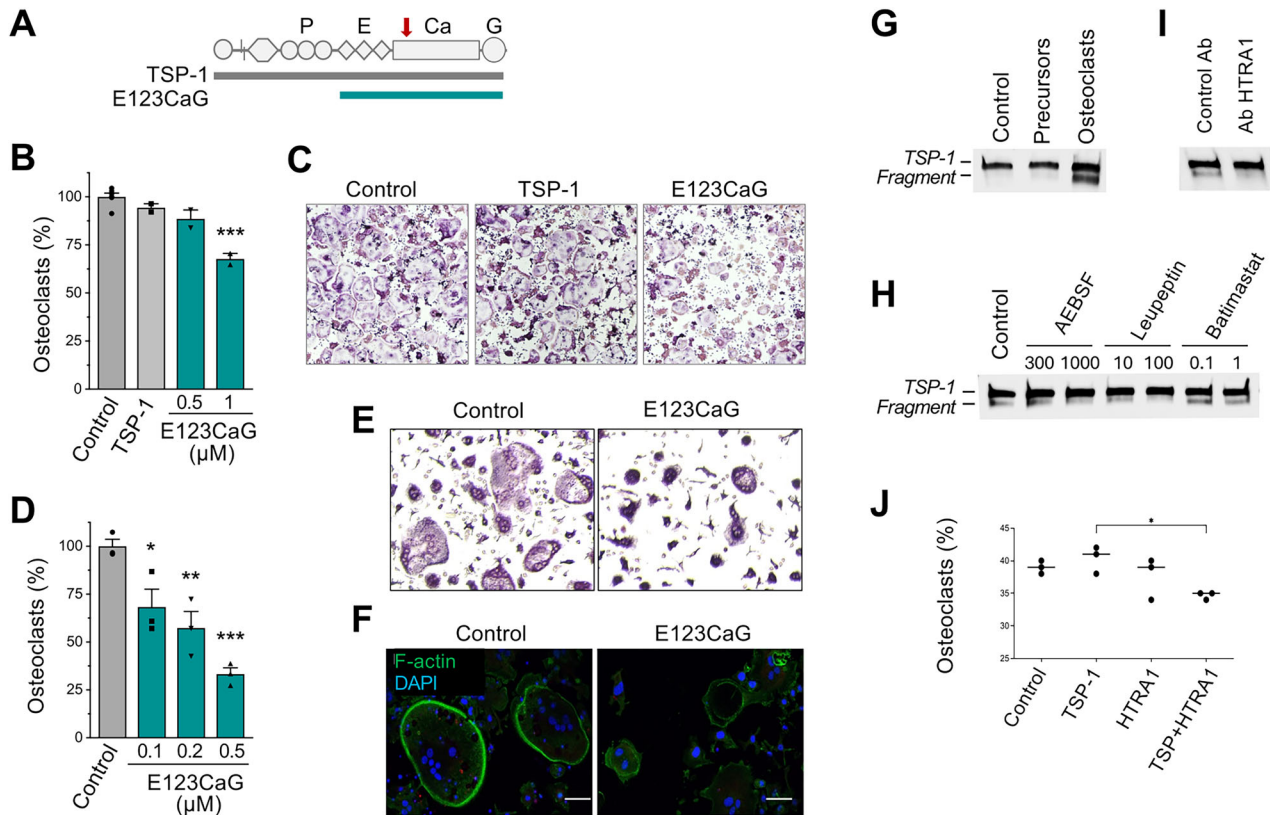 A
P E Ca G
TSP-1
E123CaG
B
Osteoclasts (%)
100
75
50
25
0
***
Control
TSP-1
0.5 1
E123CaG
(µM)
C
Control TSP-1 E123CaG
D
Osteoclasts (%)
100
75
50
25
0
*
**
***
Control
0.1 0.2 0.5
E123CaG
(µM)
E
Control E123CaG
F
Control E123CaG
F-actin
DAPI
G
Control
Precursors
Osteoclasts
TSP-1
Fragment
I
Control Ab
Ab HTRA1
H
Control
AEBSF
Leupeptin
Batimastat
300 1000 10 100 0.1 1
TSP-1
Fragment
J
Osteoclasts (%)
45
40
35
30
25
*
Control
TSP-1
HTRA1
TSP+HTRA1